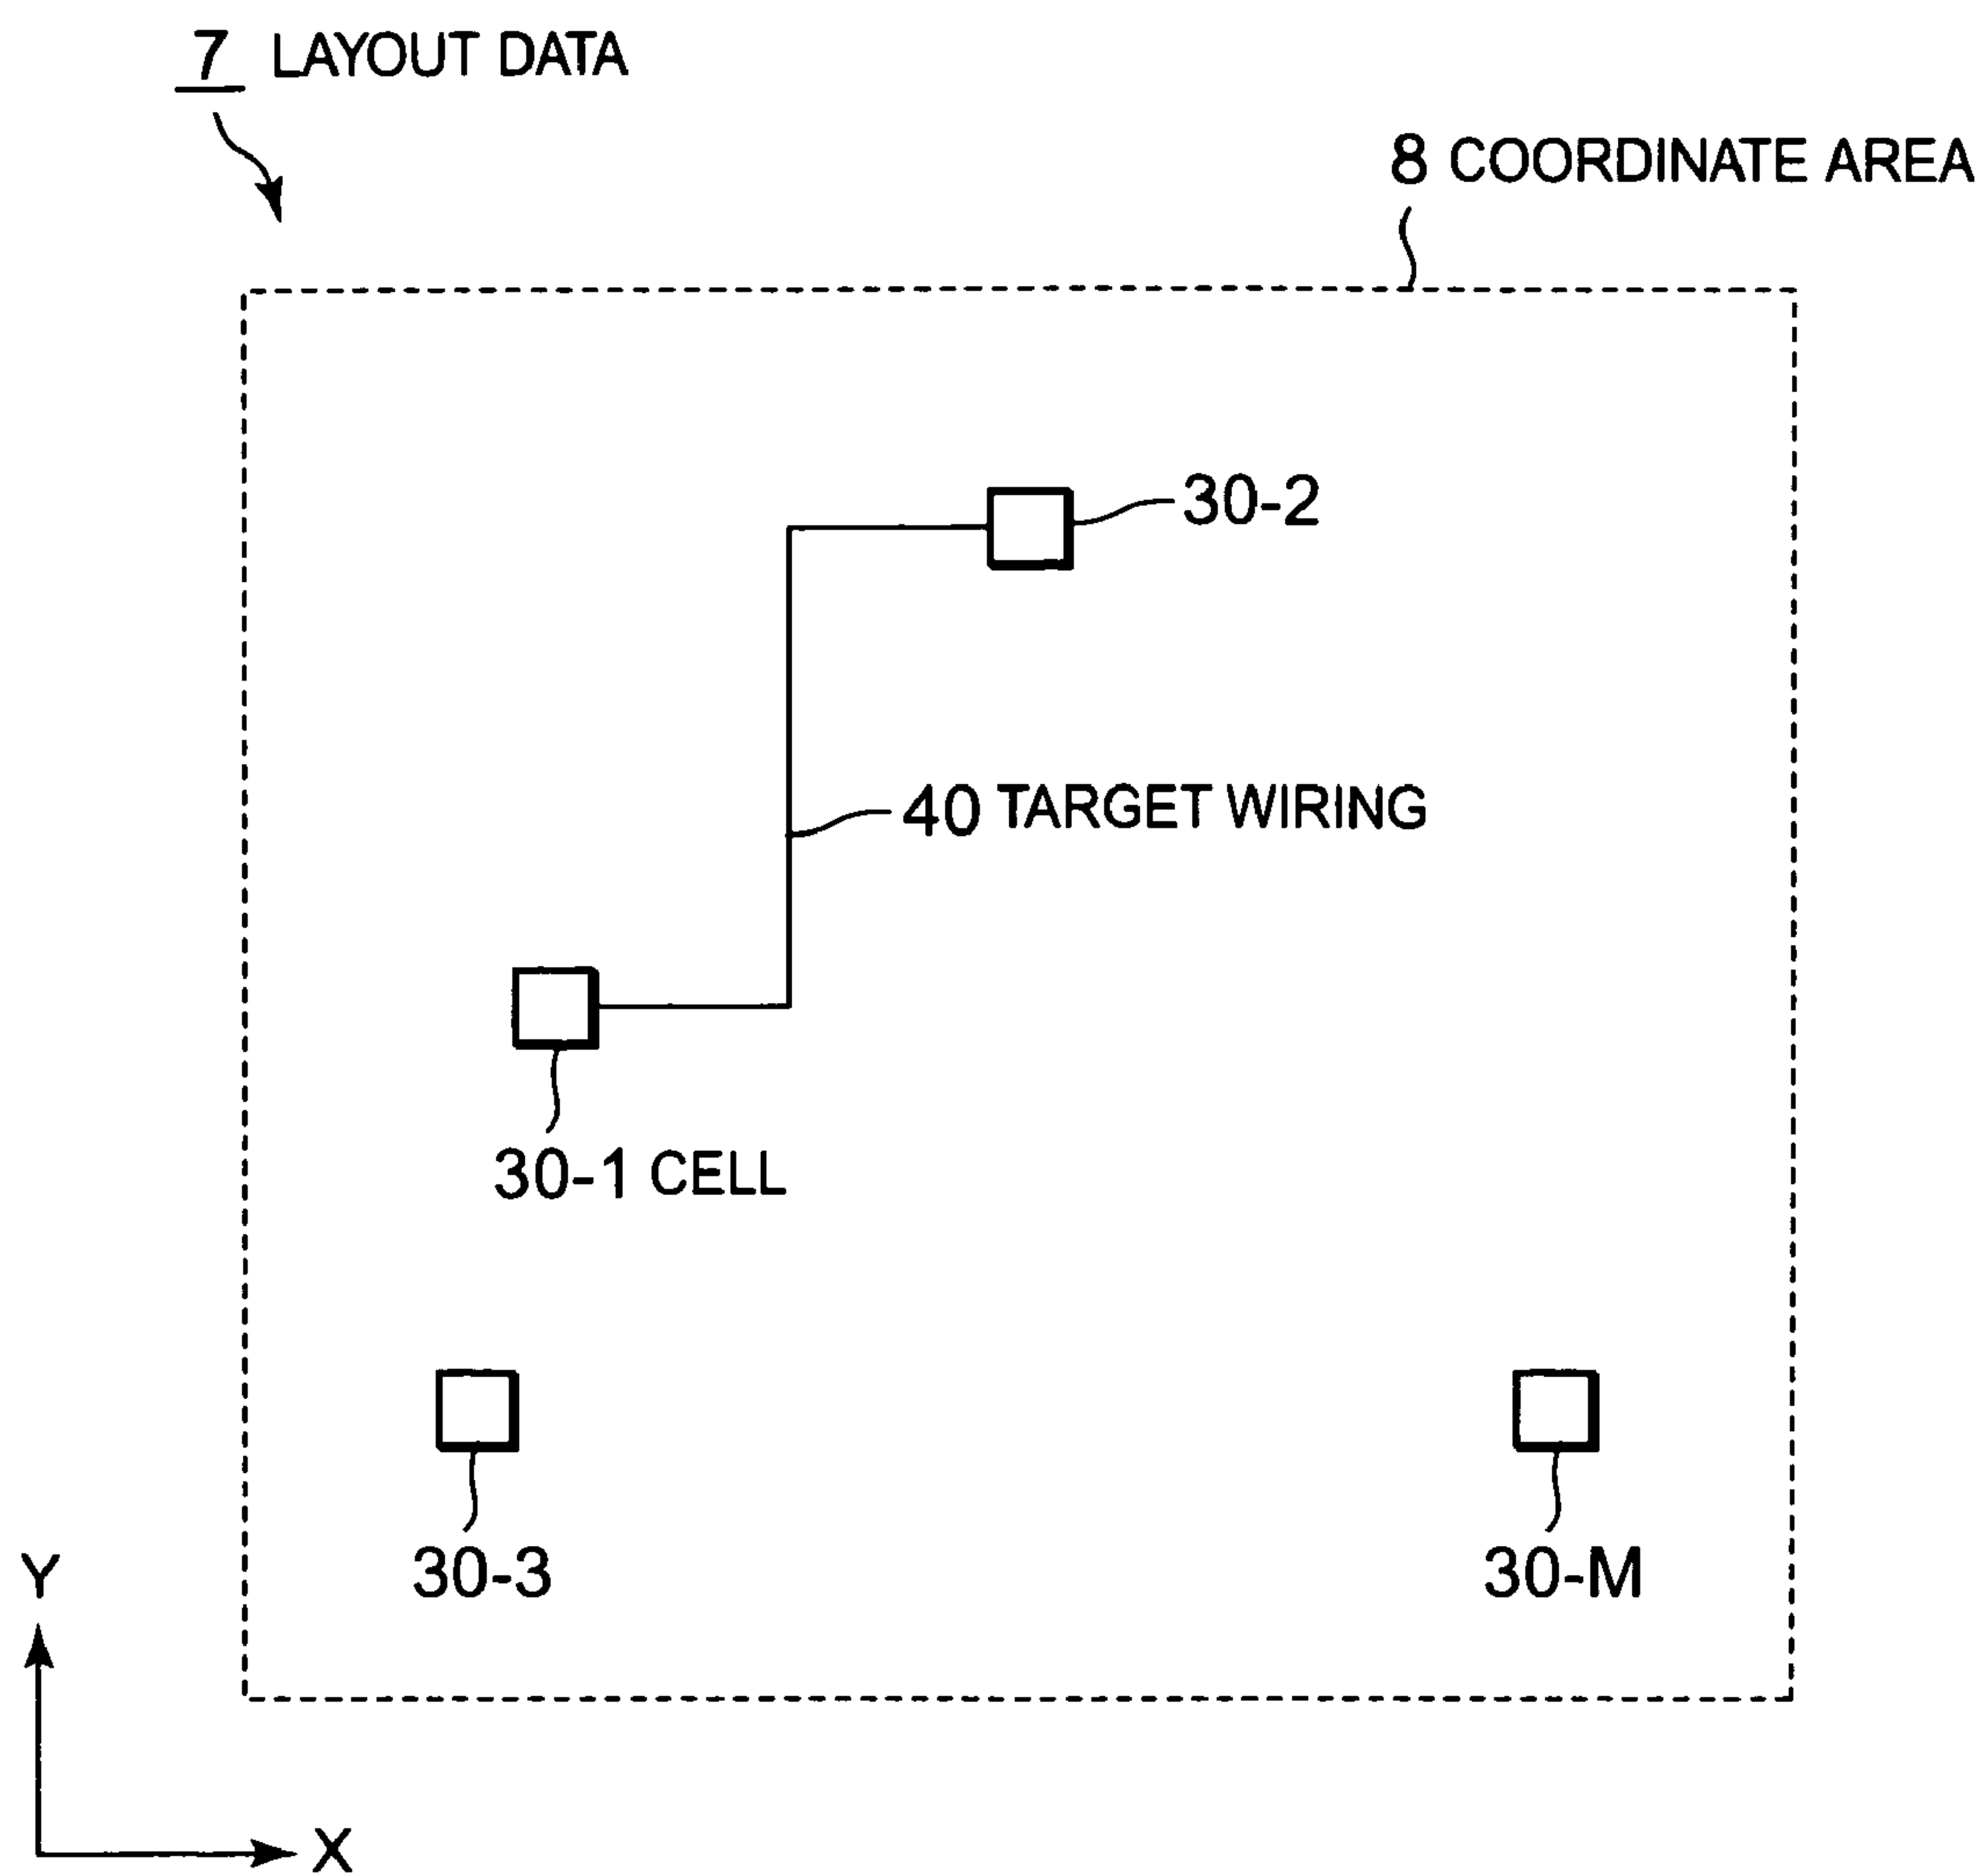 7 LAYOUT DATA
8 COORDINATE AREA
30-2
40 TARGET WIRING
30-1 CELL
30-3
30-M
Y
X